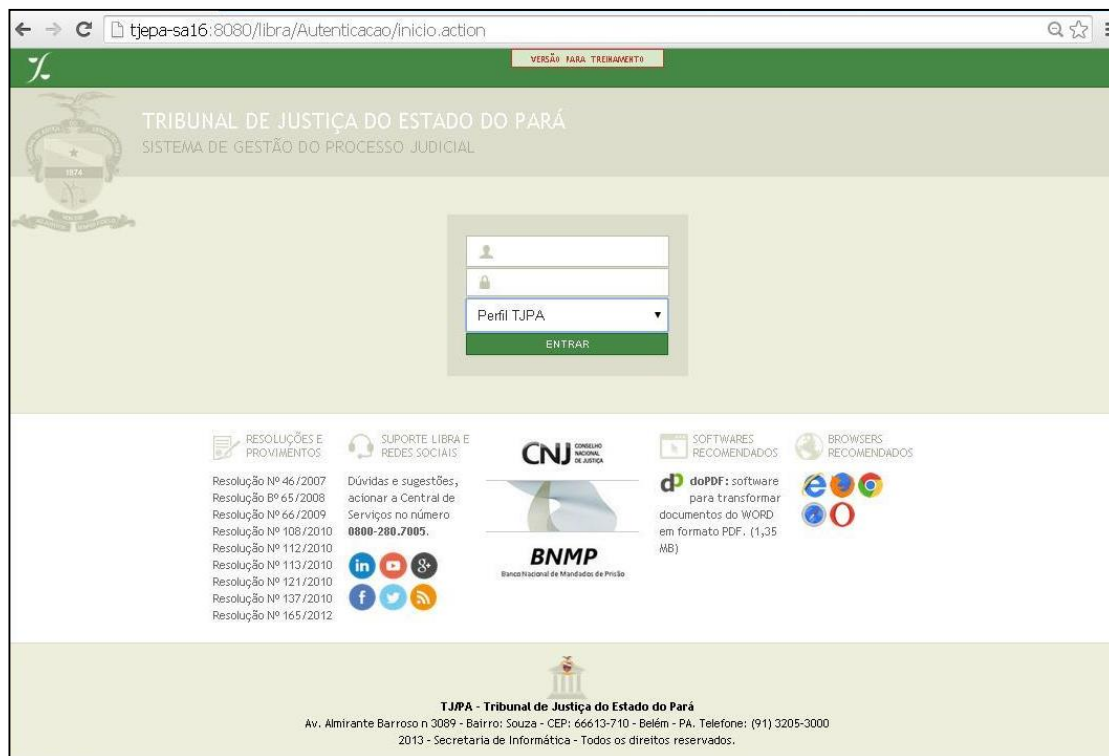 tjepa-sa16:8080/libra/Autenticacao/inicio.action
VERSÃO PARA TREINAMENTO
TRIBUNAL DE JUSTIÇA DO ESTADO DO PARÁ
SISTEMA DE GESTÃO DO PROCESSO JUDICIAL
1874
Perfil TJPA
ENTRAR
RESOLUÇÕES E
PROVIMENTOS
Resolução Nº 46/2007
Resolução Bº 65/2008
Resolução Nº 66/2009
Resolução Nº 108/2010
Resolução Nº 112/2010
Resolução Nº 113/2010
Resolução Nº 121/2010
Resolução Nº 137/2010
Resolução Nº 165/2012
SUPORTE LIBRA E
REDES SOCIAIS
Dúvidas e sugestões,
acionar a Central de
Serviços no número
0800-280.7005.
in
8+
f
CNJ CONSELHO
NACIONAL
DE JUSTIÇA
BNMP
Banco Nacional de Mandados de Prisão
SOFTWARES
RECOMENDADOS
doPDF: software
para transformar
documentos do WORD
em formato PDF. (1,35
MB)
BROWSERS
RECOMENDADOS
TJ/PA - Tribunal de Justiça do Estado do Pará
Av. Almirante Barroso n 3089 - Bairro: Souza - CEP: 66613-710 - Belém - PA. Telefone: (91) 3205-3000
2013 - Secretaria de Informática - Todos os direitos reservados.